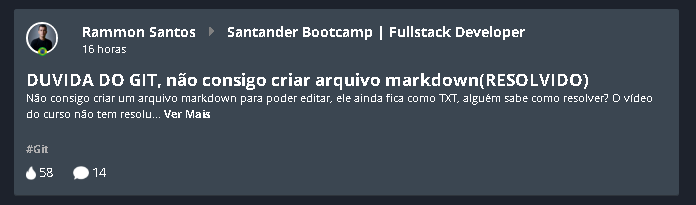 Rammon Santos Santander Bootcamp | Fullstack Developer
16 horas
DUVIDA DO GIT, não consigo criar arquivo markdown(RESOLVIDO)
Não consigo criar um arquivo markdown para poder editar, ele ainda fica como TXT, alguém sabe como resolver? O vídeo
do curso não tem resolu... Ver Mais
#Git
58 14